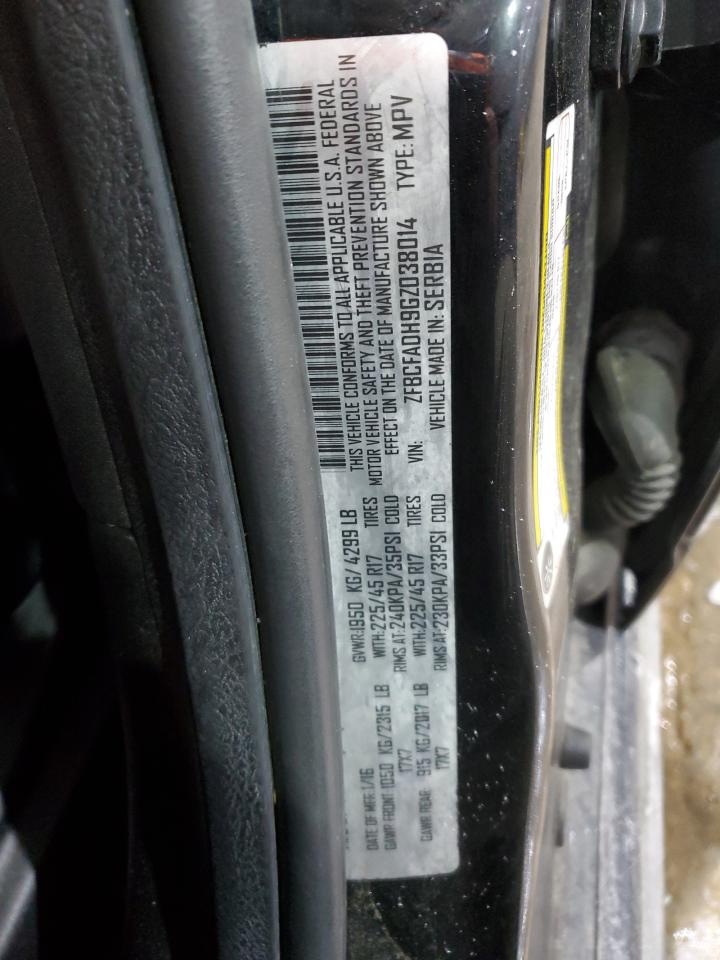 DATE OF MFR: 1/16 GVWR: 1950 KG/ 4299 LB
GAWR FRONT: 1050 KG/2315 LB WITH: 225/45 R17 TIRES
17X7 RIMS AT: 240KPA/35PSI COLD
GAWR REAR 915 KG/2017 LB WITH: 225/45 R17 TIRES
17X7 RIMS AT: 230KPA/33PSI COLD
THIS VEHICLE CONFORMS TO ALL APPLICABLE U.S.A. FEDERAL
MOTOR VEHICLE SAFETY AND THEFT PREVENTION STANDARDS IN
EFFECT ON THE DATE OF MANUFACTURE SHOWN ABOVE
VIN: ZFBCFADH9GZ038014 TYPE: MPV
VEHICLE MADE IN: SERBIA